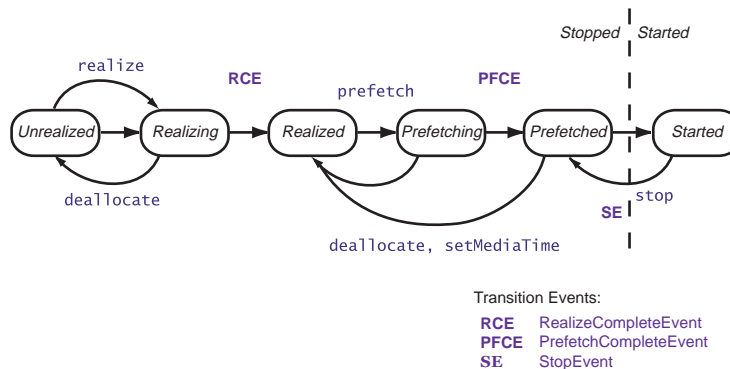 Stopped Started
realize
RCE
prefetch
PFCE
Unrealized Realizing Realized Prefetching Prefetched Started
deallocate
stop
SE
deallocate, setMediaTime
Transition Events:
RCE RealizeCompleteEvent
PFCE PrefetchCompleteEvent
SE StopEvent